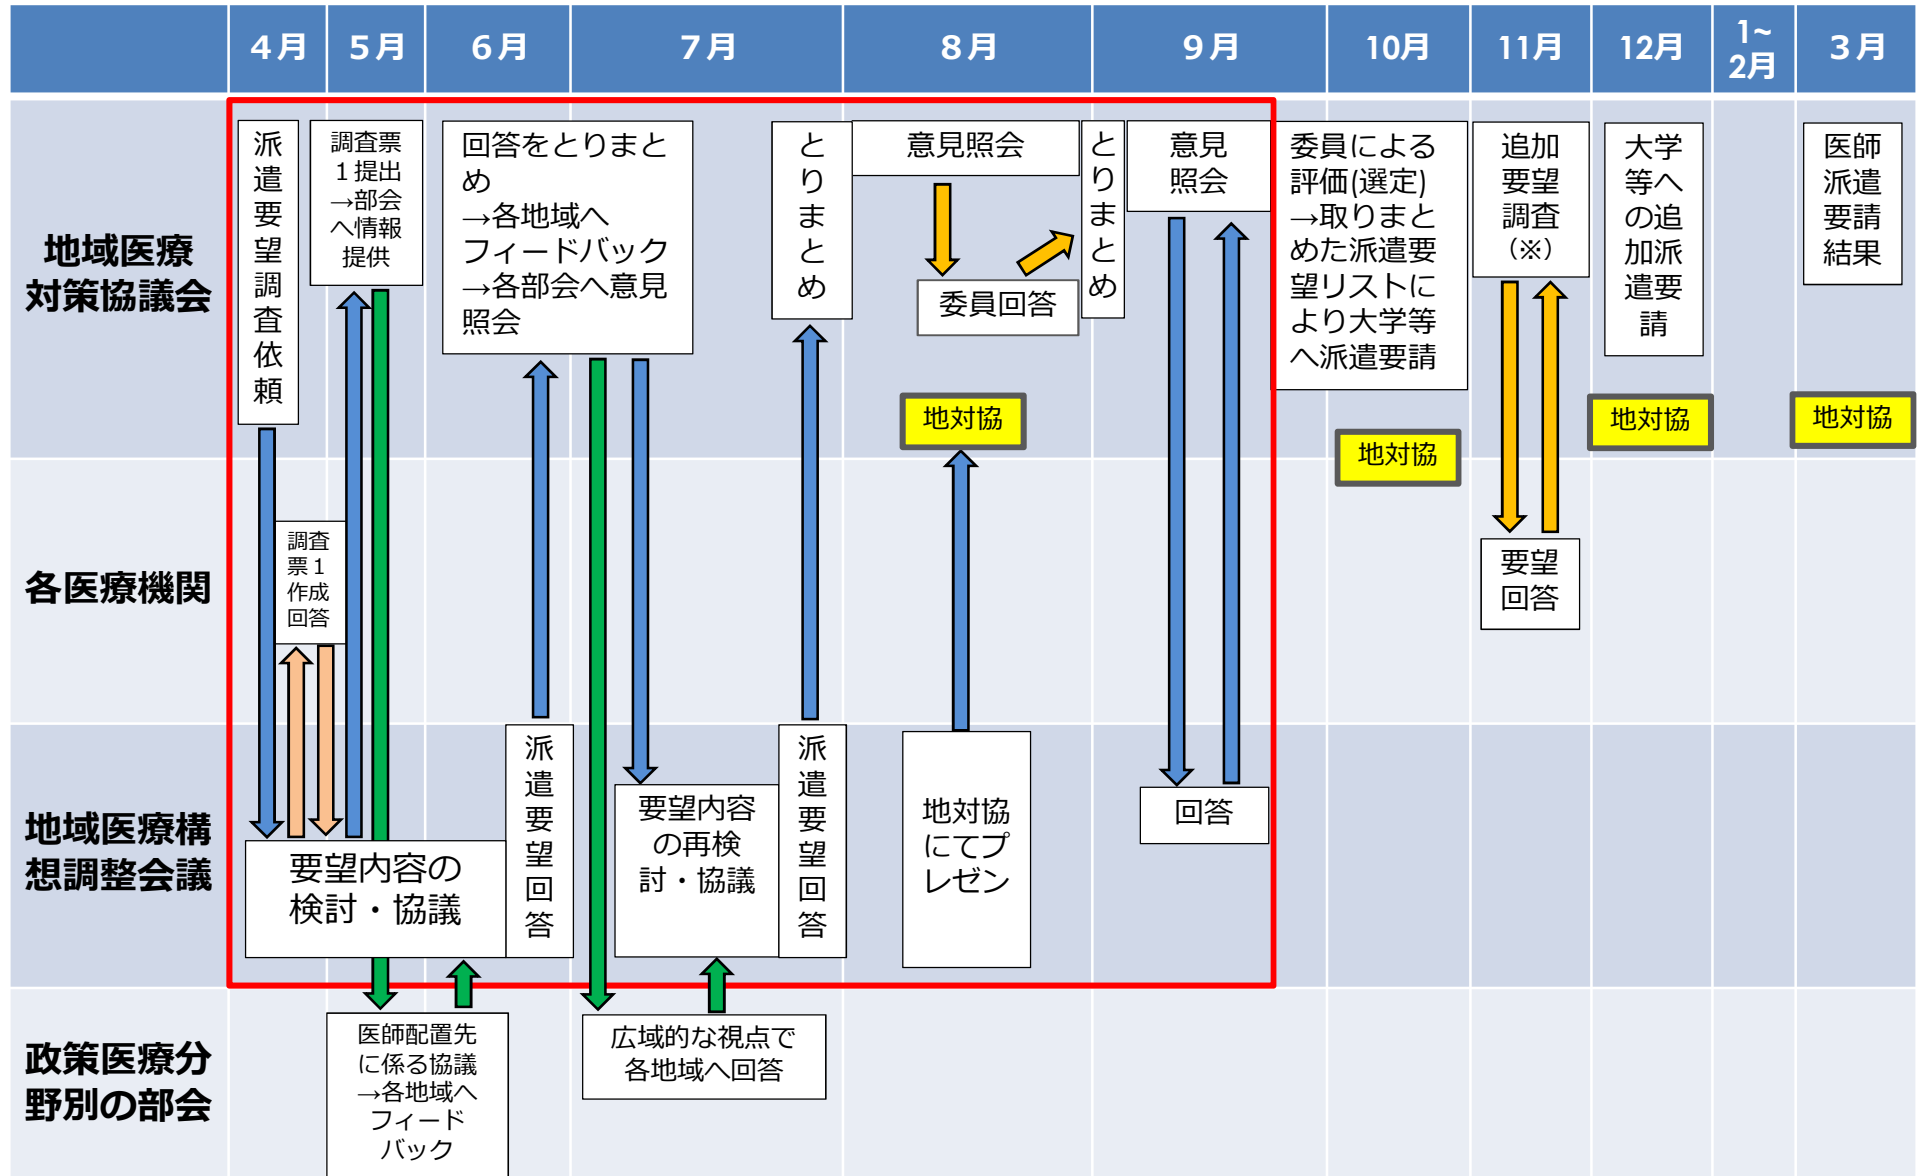 4月
5月
6月
7月
8月
9月
10月
11月
12月
1~
2月
3月
地域医療
対策協議会
派遣要望調査依頼
調査票
１提出
→部会
へ情報
提供
回答をとりまと
め
→各地域へ
フィードバック
→各部会へ意見
照会
とりまとめ
意見照会
委員回答
とりまとめ
意見
照会
委員による
評価(選定)
→取りまと
めた派遣要
望リストに
より大学等
へ派遣要請
追加
要望
調査
（※）
大学
等へ
の追
加派
遣要
請
医師
派遣
要請
結果
地対協
地対協
地対協
地対協
各医療機関
調査
票１
作成
回答
要望
回答
地域医療構
想調整会議
要望内容の
検討・協議
派遣要望回答
要望内容
の再検
討・協議
派遣要望回答
地対協
にてプ
レゼン
回答
政策医療分
野別の部会
医師配置先
に係る協議
→各地域へ
フィード
バック
広域的な視点で
各地域へ回答